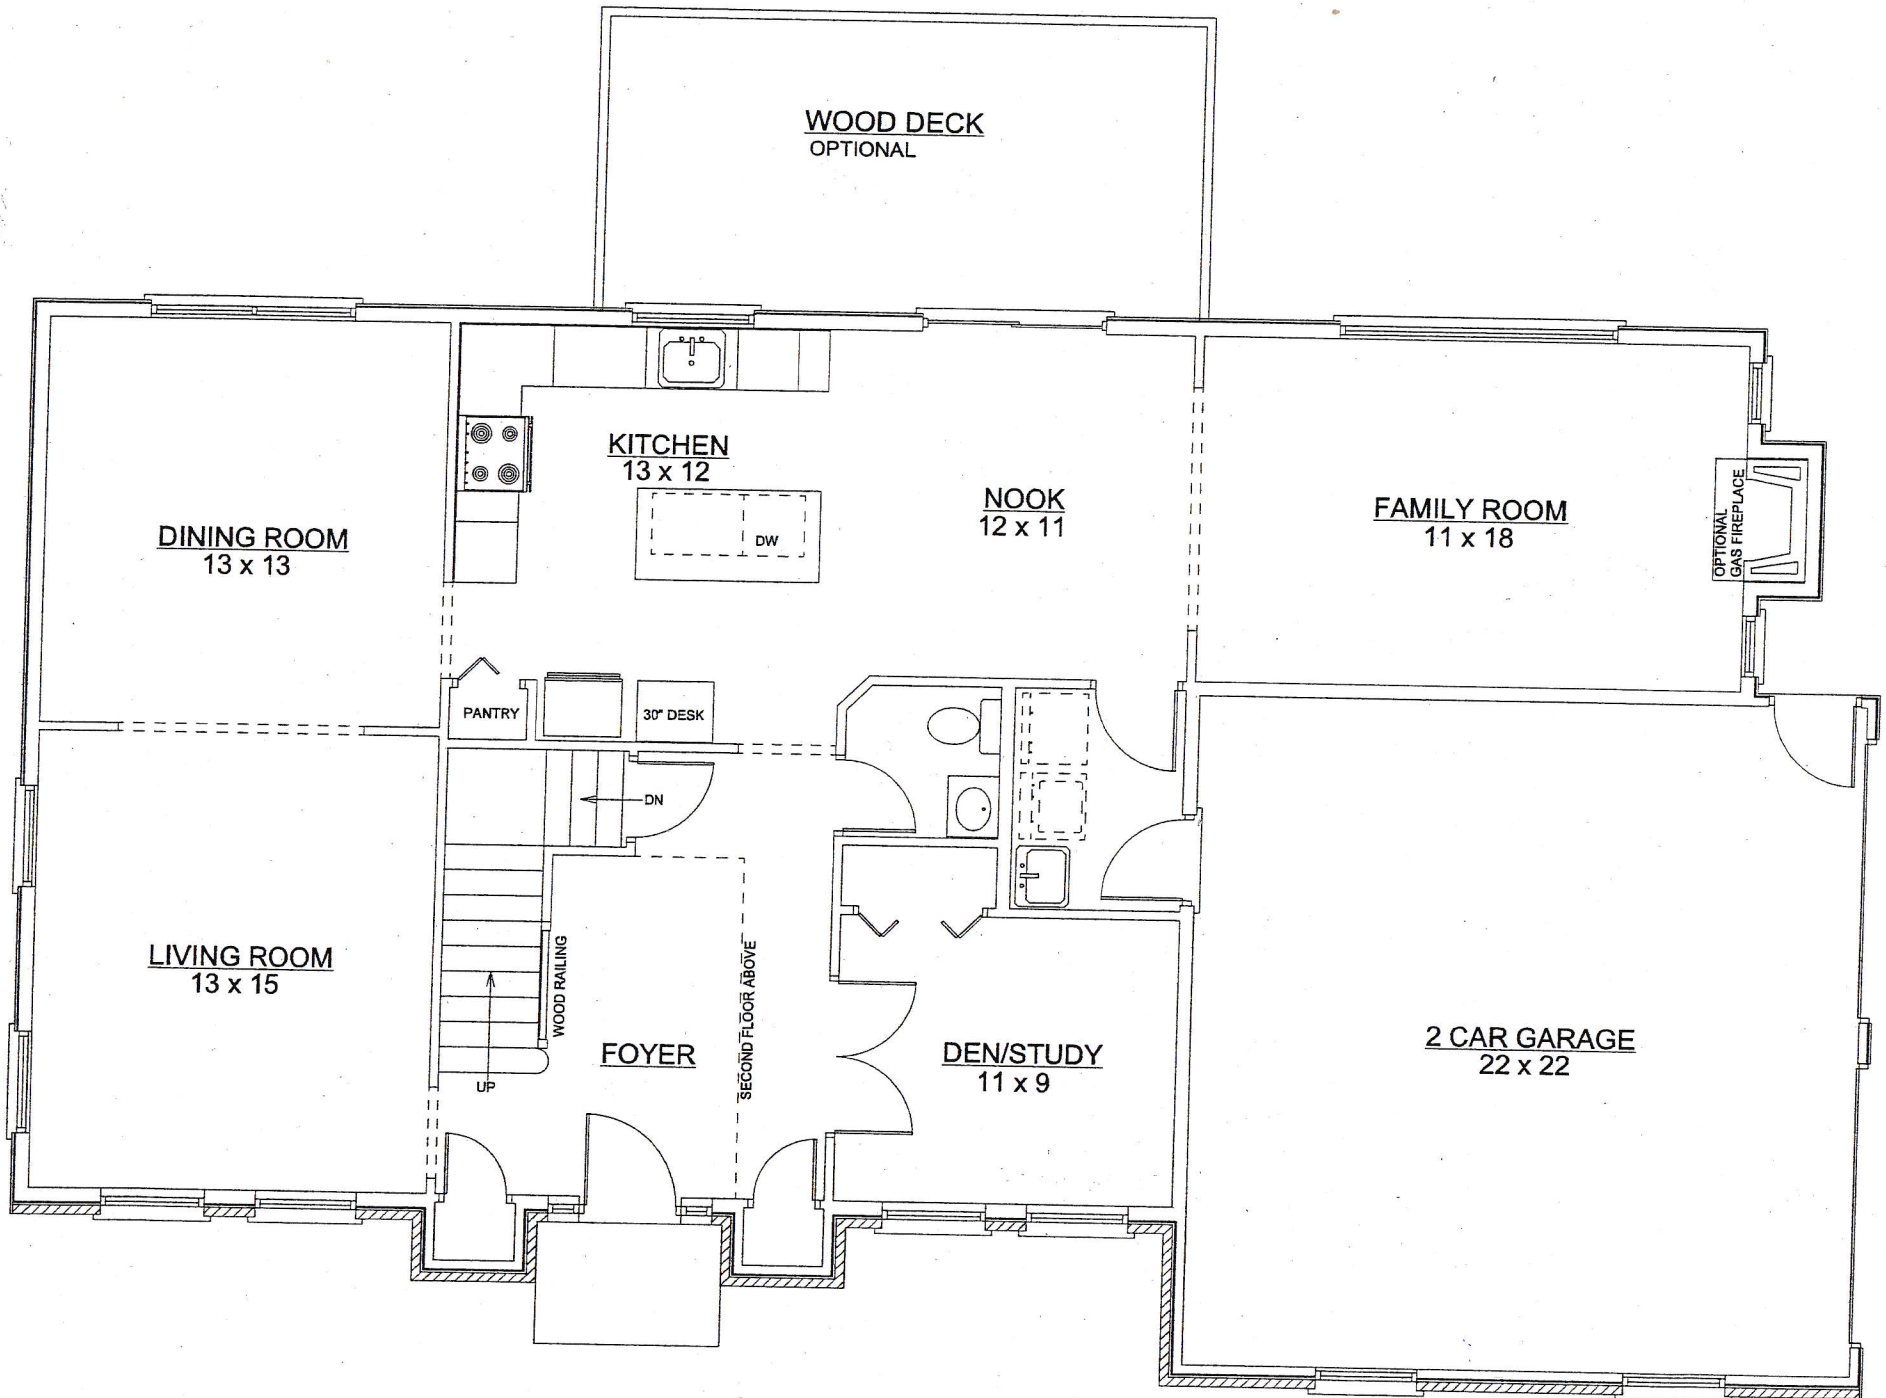 WOOD DECK
OPTIONAL
KITCHEN
13 x 12
NOOK
12 x 11
FAMILY ROOM
11 x 18
OPTIONAL
GAS FIREPLACE
DINING ROOM
13 x 13
DW
PANTRY
30" DESK
DN
LIVING ROOM
13 x 15
WOOD RAILING
UP
FOYER
SECOND FLOOR ABOVE
DEN/STUDY
11 x 9
2 CAR GARAGE
22 x 22